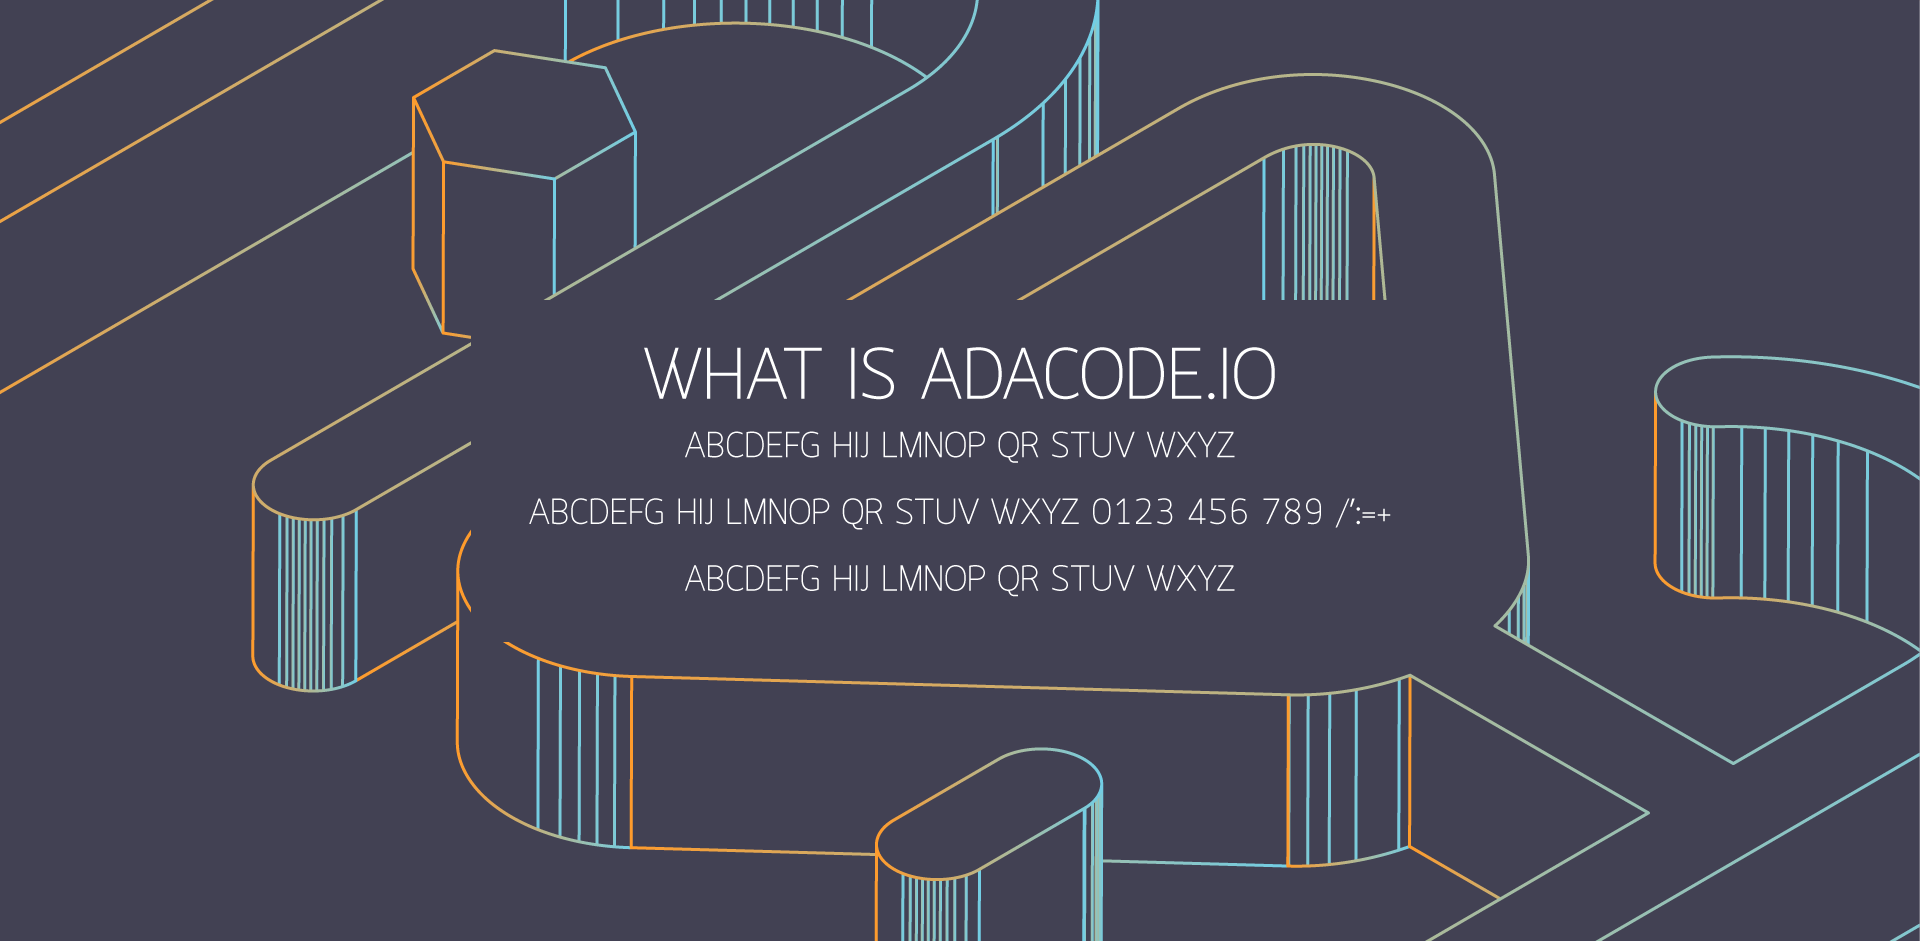 WHAT IS ADACODE.IO
ABCDEFG HIJ LMNOP QR STUV WXYZ
ABCDEFG HIJ LMNOP QR STUV WXYZ 0123 456 789 /':=+
ABCDEFG HIJ LMNOP QR STUV WXYZ